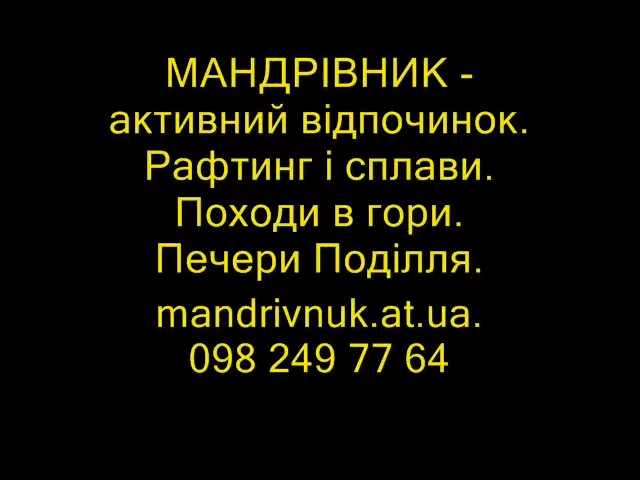 МАНДРІВНИК -
активний відпочинок.
Рафтинг і сплави.
Походи в гори.
Печери Поділля.
mandrivnuk.at.ua.
098 249 77 64